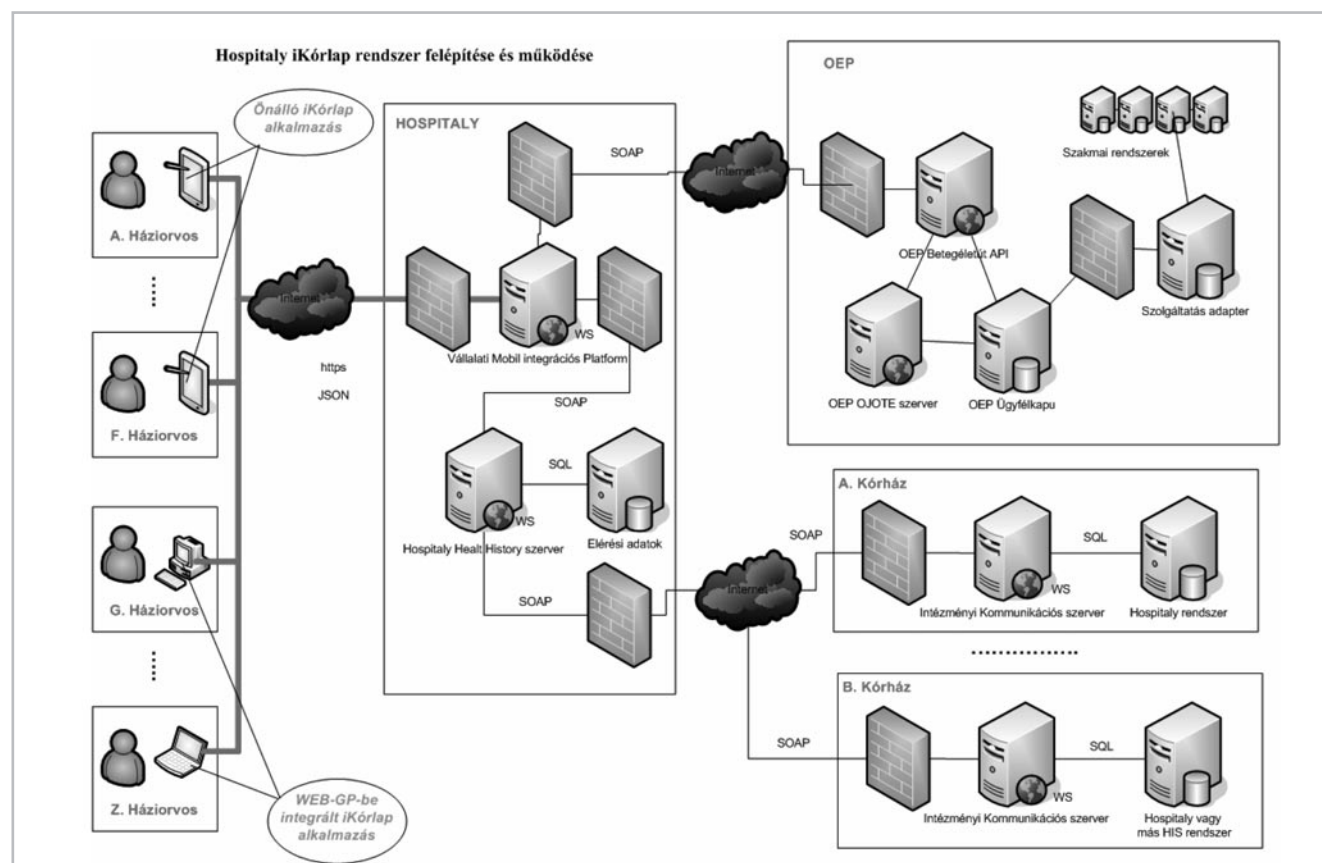 Hospitaly iKórlap rendszer felépítése és működése
Önálló iKórlap
alkalmazás
A. Háziorvos
F. Háziorvos
G. Háziorvos
Z. Háziorvos
WEB-GP-be
integrált iKórlap
alkalmazás
Internet
https
JSON
HOSPITALY
SOAP
WS
Vállalati Mobil integrációs Platform
SOAP
SQL
WS
Hospitaly Healt History szerver
Elérési adatok
SOAP
Internet
OEP
Szakmai rendszerek
OEP Betegéletút API
Szolgáltatás adapter
OEP OJOTE szerver
OEP Ügyfélkapu
Internet
SOAP
A. Kórház
SQL
WS
Intézményi Kommunikációs szerver
Hospitaly rendszer
B. Kórház
SOAP
SQL
WS
Intézményi Kommunikációs szerver
Hospitaly vagy
más HIS rendszer